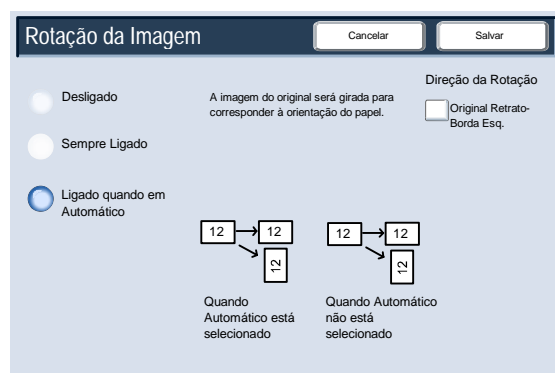 Rotação da Imagem
Cancelar
Salvar
Direção da Rotação
Desligado
A imagem do original será girada para
corresponder à orientação do papel.
Original Retrato-
Borda Esq.
Sempre Ligado
Ligado quando em
Automático
12 12
12
12 12
12
Quando
Automático está
selecionado
Quando Automático
não está
selecionado